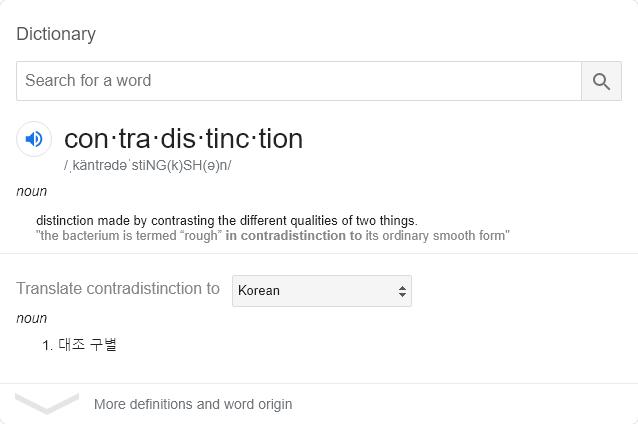 Dictionary
Search for a word
con·tra·dis·tinc·tion
/ˌkäntrədəˈstiNG(k)SH(ə)n/
noun
distinction made by contrasting the different qualities of two things.
"the bacterium is termed “rough” in contradistinction to its ordinary smooth form"
Translate contradistinction to Korean
noun
1. 대조 구별
More definitions and word origin